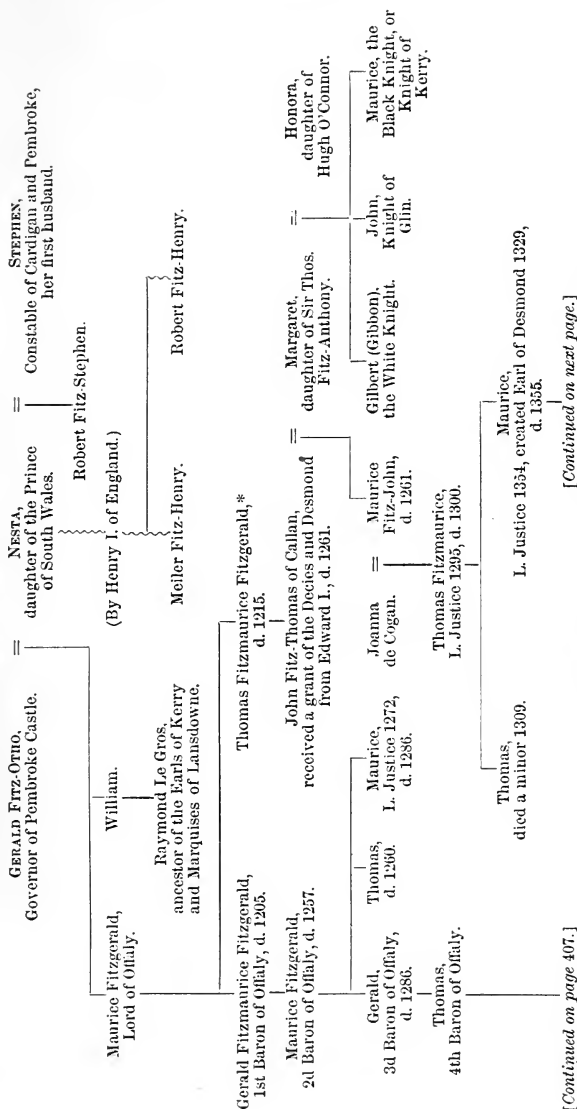 GERALD FITZ-OTHO,
Governor of Pembroke Castle.
=
NESTA,
daughter of the Prince
of South Wales.
=
STEPHEN,
Constable of Cardigan and Pembroke,
her first husband.
Robert Fitz-Stephen.
(By Henry I. of England.)
Maurice Fitzgerald,
Lord of Offaly.
William.
Meiler Fitz-Henry.
Robert Fitz-Henry.
Raymond Le Gros,
ancestor of the Earls of Kerry
and Marquises of Lansdowne.
Gerald Fitzmaurice Fitzgerald,
1st Baron of Offaly, d. 1205.
Thomas Fitzmaurice Fitzgerald,*
d. 1215.
Maurice Fitzgerald,
2d Baron of Offaly, d. 1257.
John Fitz-Thomas of Callan,
received a grant of the Decies and Desmond
from Edward I., d. 1261.
=
Margaret,
daughter of Sir Thos.
Fitz-Anthony.
=
Honora,
daughter of
Hugh O'Connor.
Gerald,
3d Baron of Offaly,
d. 1286.
Thomas,
d. 1260.
Maurice,
L. Justice 1272,
d. 1286.
Joanna
de Cogan.
=
Maurice
Fitz-John,
d. 1261.
Gilbert (Gibbon).
the White Knight.
John,
Knight of
Glin.
Maurice, the
Black Knight, or
Knight of
Kerry.
Thomas,
4th Baron of Offaly.
Thomas Fitzmaurice,
L. Justice 1295, d. 1300.
Thomas,
died a minor 1309.
Maurice,
L. Justice 1354, created Earl of Desmond 1329,
d. 1355.
[Continued on page 407.]
[Continued on next page.]